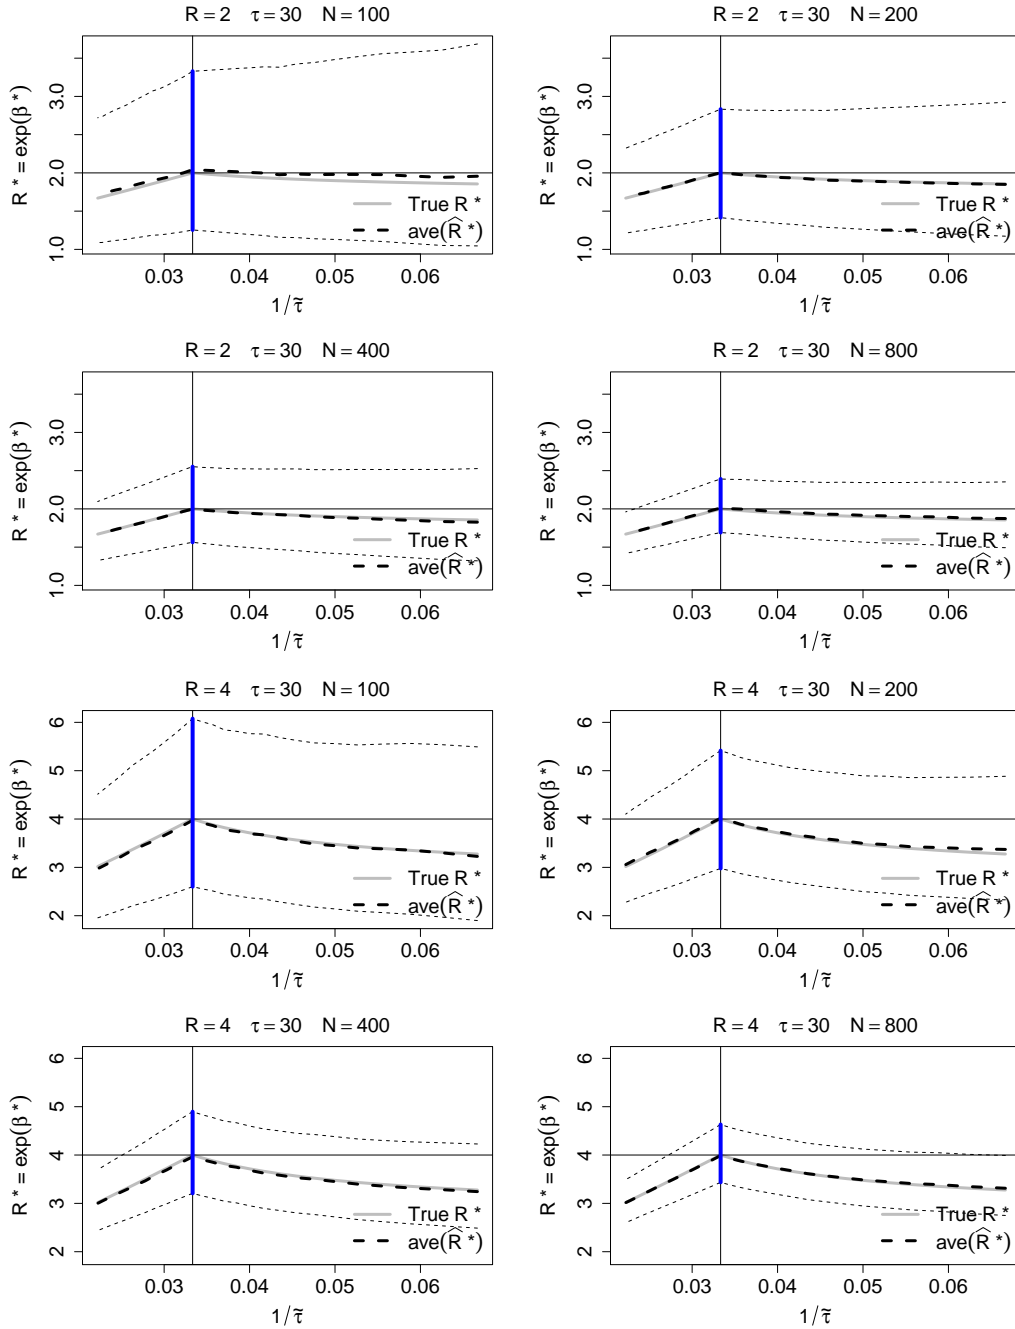 R = 2 τ = 30 N = 100
R * = exp(β *)
1.0 2.0 3.0
True R *
ave(R̂ *)
0.03 0.04 0.05 0.06
1/τ̃
R = 2 τ = 30 N = 200
R * = exp(β *)
1.0 2.0 3.0
True R *
ave(R̂ *)
0.03 0.04 0.05 0.06
1/τ̃
R = 2 τ = 30 N = 400
R * = exp(β *)
1.0 2.0 3.0
True R *
ave(R̂ *)
0.03 0.04 0.05 0.06
1/τ̃
R = 2 τ = 30 N = 800
R * = exp(β *)
1.0 2.0 3.0
True R *
ave(R̂ *)
0.03 0.04 0.05 0.06
1/τ̃
R = 4 τ = 30 N = 100
R * = exp(β *)
2 3 4 5 6
True R *
ave(R̂ *)
0.03 0.04 0.05 0.06
1/τ̃
R = 4 τ = 30 N = 200
R * = exp(β *)
2 3 4 5 6
True R *
ave(R̂ *)
0.03 0.04 0.05 0.06
1/τ̃
R = 4 τ = 30 N = 400
R * = exp(β *)
2 3 4 5 6
True R *
ave(R̂ *)
0.03 0.04 0.05 0.06
1/τ̃
R = 4 τ = 30 N = 800
R * = exp(β *)
2 3 4 5 6
True R *
ave(R̂ *)
0.03 0.04 0.05 0.06
1/τ̃